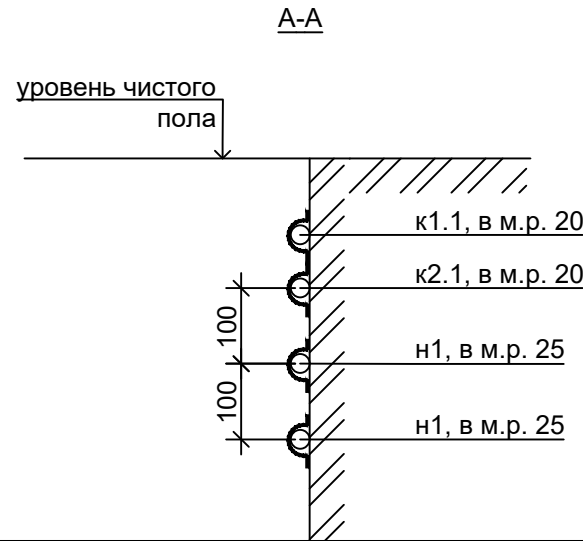 А-А
уровень чистого
пола
к1.1, в м.р. 20
к2.1, в м.р. 20
100
н1, в м.р. 25
100
н1, в м.р. 25